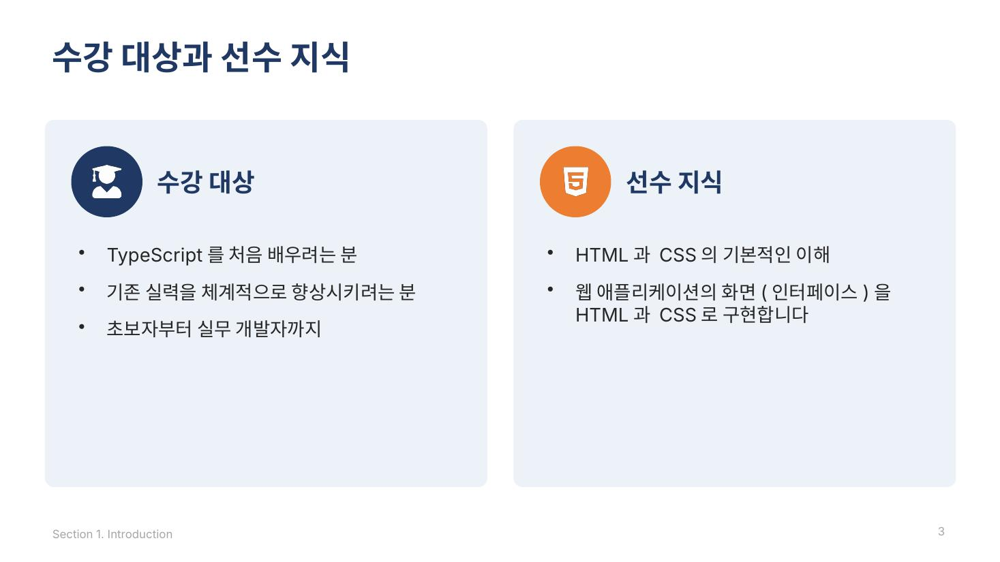 수강 대상과 선수 지식
수강 대상
• TypeScript 를 처음 배우려는 분
• 기존 실력을 체계적으로 향상시키려는 분
• 초보자부터 실무 개발자까지
선수 지식
• HTML 과 CSS 의 기본적인 이해
• 웹 애플리케이션의 화면 ( 인터페이스 ) 을
HTML 과 CSS 로 구현합니다
Section 1. Introduction
3